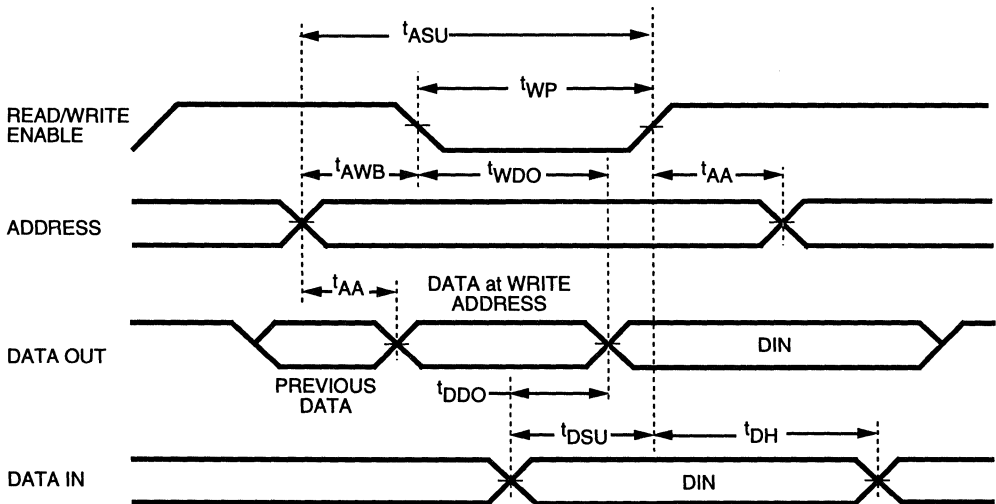 tASU
tWP
READ/WRITE
ENABLE
tAWB
tWDO
tAA
ADDRESS
tAA
DATA at WRITE
ADDRESS
DATA OUT
DIN
PREVIOUS
DATA
tDDO
tDSU
tDH
DATA IN
DIN